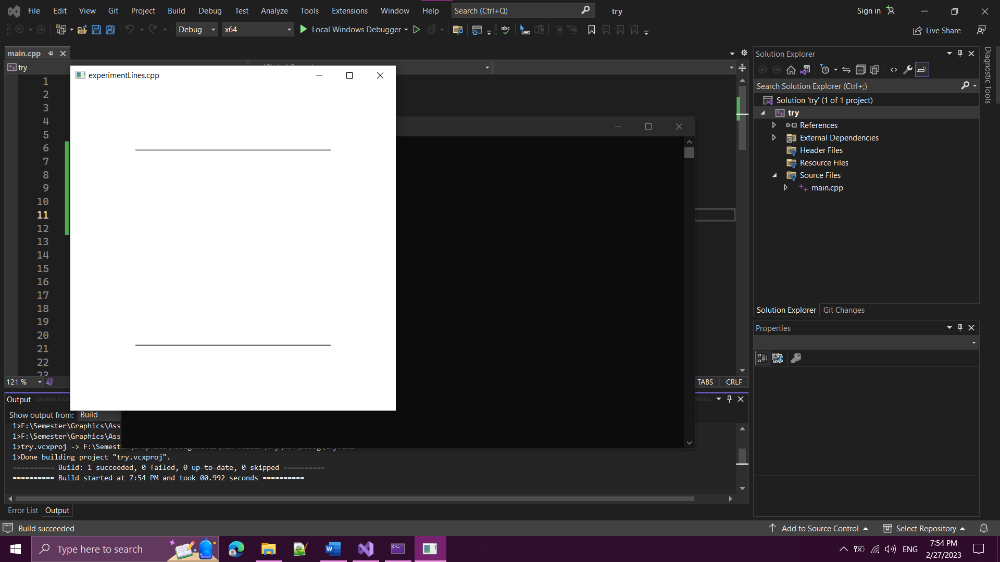 File Edit View Git Project Build Debug Test Analyze Tools Extensions Window Help Search (Ctrl+Q) try Sign in
Debug x64 Local Windows Debugger abc Live Share
main.cpp
try
experimentLines.cpp
1
2
3
4
5
6
7
8
9
10
11
12
13
14
15
16
17
18
19
20
21
22
23
121 % TABS CRLF
Output
Show output from: Build
1>F:\Semester\Graphics\Ass
1>F:\Semester\Graphics\Ass
1>try.vcxproj -> F:\Semest
1>Done building project "try.vcxproj".
========== Build: 1 succeeded, 0 failed, 0 up-to-date, 0 skipped ==========
========== Build started at 7:54 PM and took 00.992 seconds ==========
Error List Output
Solution Explorer
Search Solution Explorer (Ctrl+;)
Solution 'try' (1 of 1 project)
try
References
External Dependencies
Header Files
Resource Files
Source Files
main.cpp
Solution Explorer Git Changes
Properties
Diagnostic Tools
Build succeeded Add to Source Control Select Repository
Type here to search ENG 7:54 PM
2/27/2023